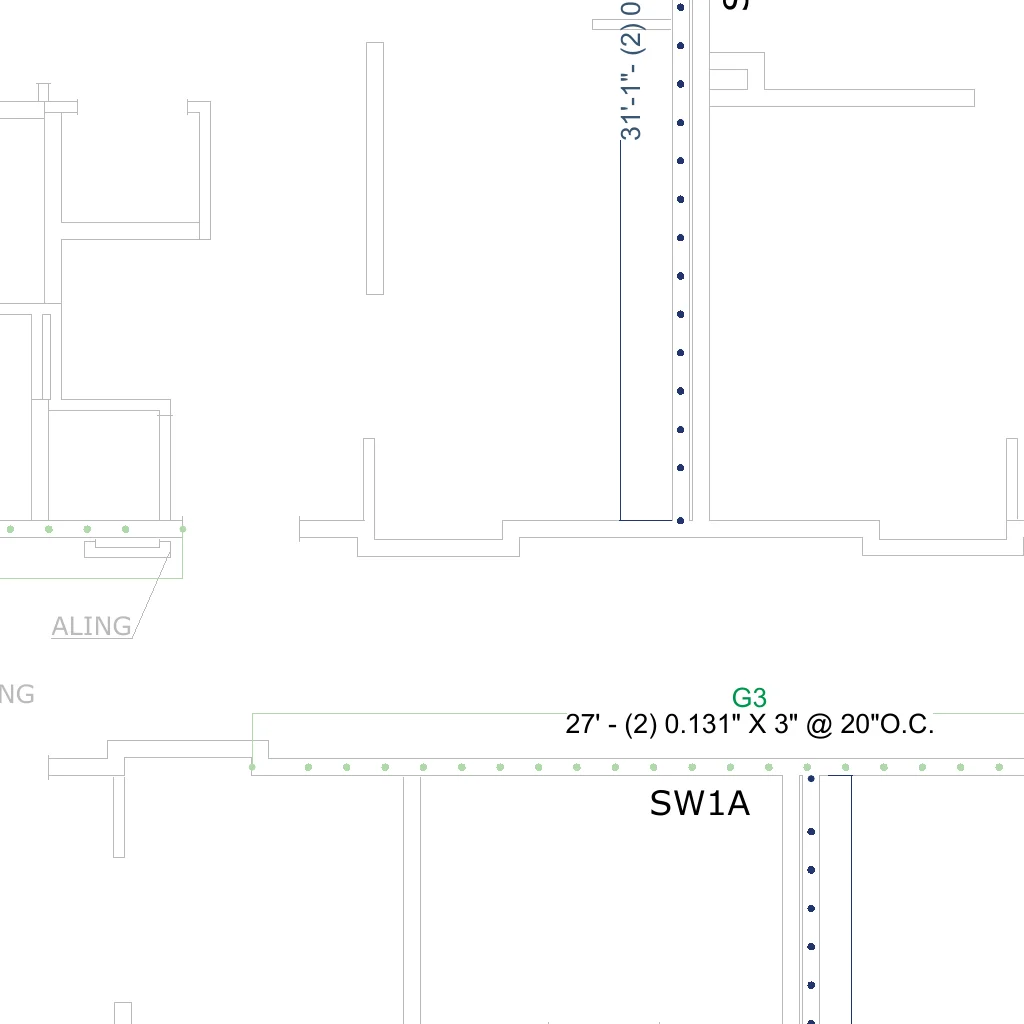 31'-1"- (2) 0
ALING
NG
G3
27' - (2) 0.131" X 3" @ 20"O.C.
SW1A